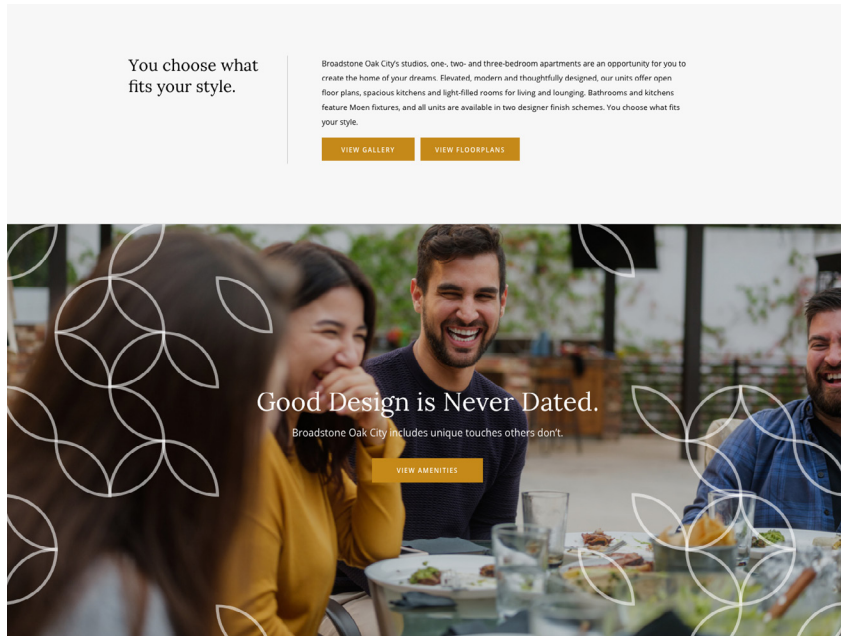 You choose what
fits your style.
Broadstone Oak City's studios, one-, two- and three-bedroom apartments are an opportunity for you to
create the home of your dreams. Elevated, modern and thoughtfully designed, our units offer open
floor plans, spacious kitchens and light-filled rooms for living and lounging. Bathrooms and kitchens
feature Moen fixtures, and all units are available in two designer finish schemes. You choose what fits
your style.
VIEW GALLERY
VIEW FLOORPLANS
Good Design is Never Dated.
Broadstone Oak City includes unique touches others don't.
VIEW AMENITIES